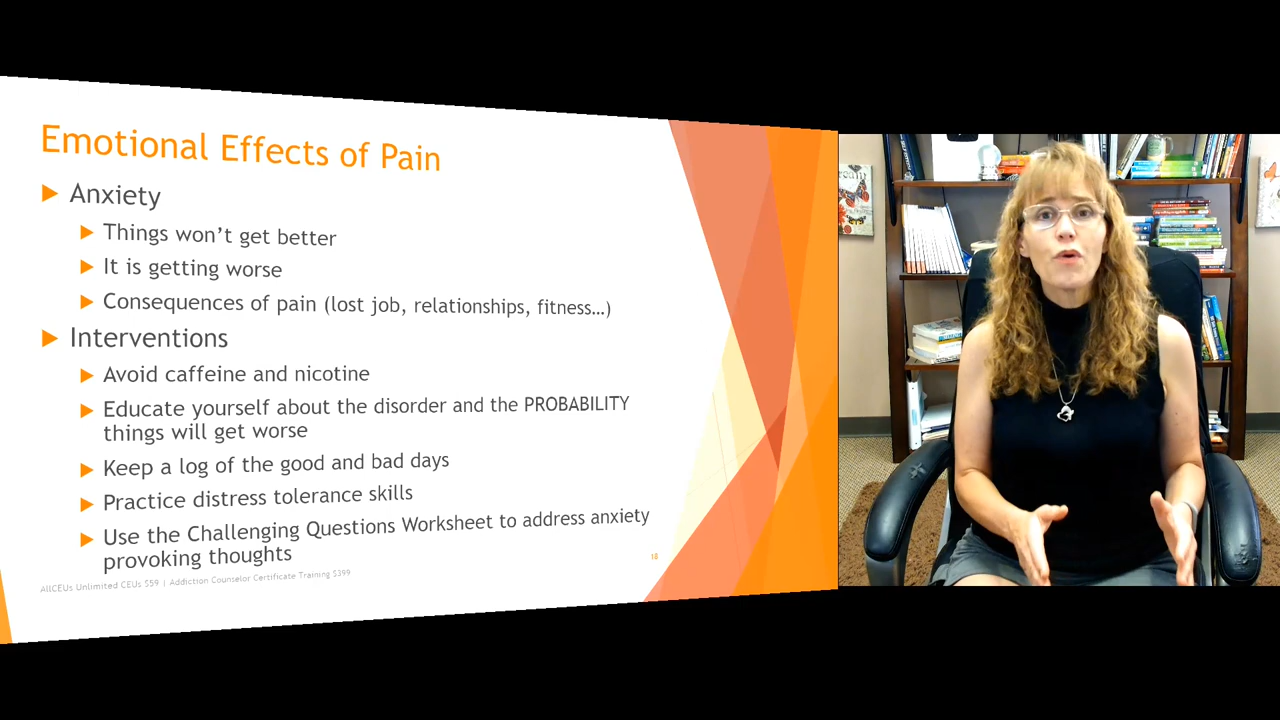 Emotional Effects of Pain
Anxiety
Things won't get better
It is getting worse
Consequences of pain (lost job, relationships, fitness…)
Interventions
Avoid caffeine and nicotine
Educate yourself about the disorder and the PROBABILITY
things will get worse
Keep a log of the good and bad days
Practice distress tolerance skills
Use the Challenging Questions Worksheet to address anxiety
provoking thoughts
18
AllCEUs Unlimited CEUs $59 | Addiction Counselor Certificate Training $399